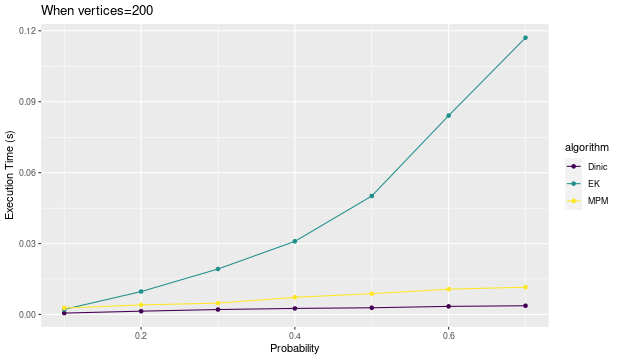 When vertices=200
0.12
0.09
0.06
0.03
0.00
Execution Time (s)
0.2
0.4
0.6
Probability
algorithm
Dinic
EK
MPM